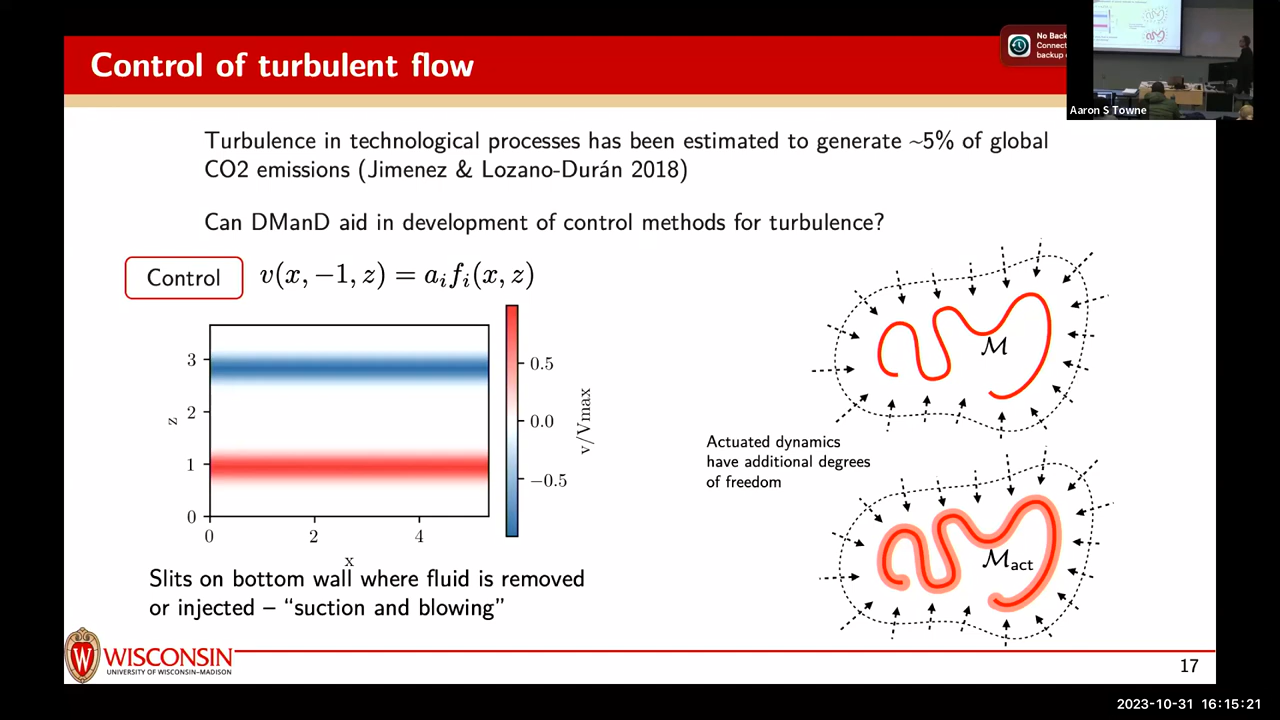 Control of turbulent flow
No Back
Connect
backup
Aaron S Towne
Turbulence in technological processes has been estimated to generate ~5% of global
CO2 emissions (Jimenez & Lozano-Durán 2018)
Can DManD aid in development of control methods for turbulence?
Control
v(x, −1, z) = a_i f_i(x, z)
3
2
1
0
z
0
2
4
x
0.5
0.0
−0.5
v/Vmax
Slits on bottom wall where fluid is removed
or injected – “suction and blowing”
M
Actuated dynamics
have additional degrees
of freedom
M_act
W
WISCONSIN
UNIVERSITY OF WISCONSIN–MADISON
17
2023-10-31 16:15:21